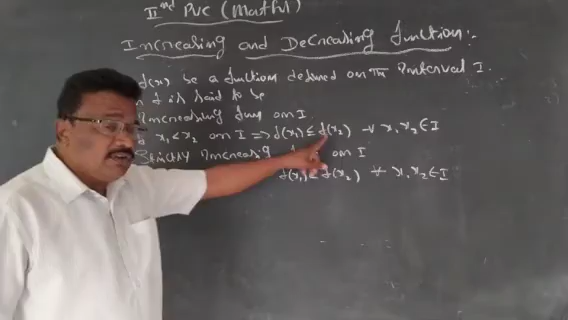 IInd PUC (Maths)
Increasing and Decreasing function:-
f(x) be a function defined on the Interval I.
f is said to be
Increasing fun on I
x₁ < x₂ on I => f(x₁) ≤ f(x₂) ∀ x₁, x₂ ∈ I
Strictly Increasing on I
f(x₁) < f(x₂) ∀ x₁, x₂ ∈ I